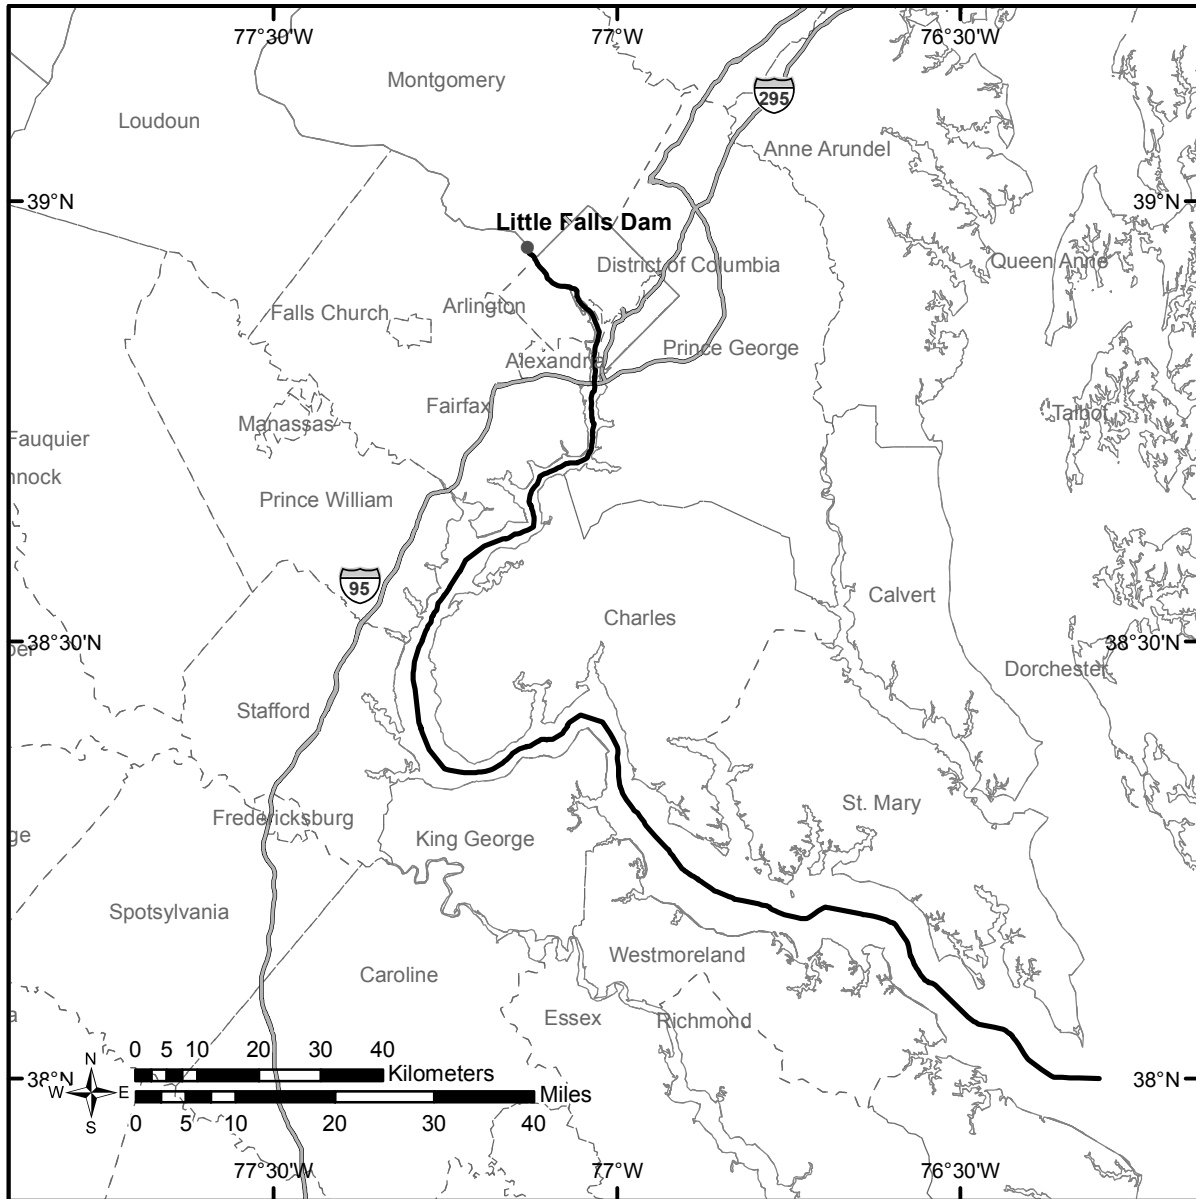 77°30'W 77°W 76°30'W
Montgomery
295
Loudoun
Anne Arundel
39°N 39°N
Little Falls Dam
District of Columbia
Queen Anne
Falls Church
Arlington
Prince George
Alexandria
Fairfax
Talbot
Manassas
Fauquier
nnock
Prince William
95
Calvert
Charles
38°30'N 38°30'N
per
Dorchester
Stafford
St. Mary
Fredericksburg
ge
King George
Spotsylvania
Westmoreland
Caroline
a
Essex
Richmond
0 5 10 20 30 40
Kilometers
N
38°N 38°N
W E
Miles
S
0 5 10 20 30 40
77°30'W 77°W 76°30'W